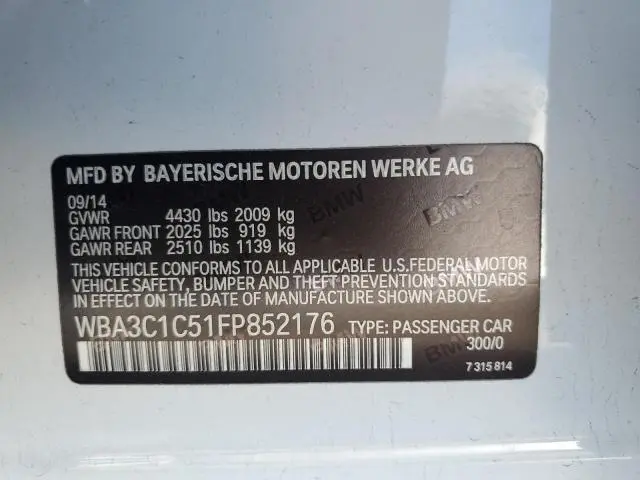 MFD BY BAYERISCHE MOTOREN WERKE AG
09/14
GVWR 4430 lbs 2009 kg
GAWR FRONT 2025 lbs 919 kg
GAWR REAR 2510 lbs 1139 kg
THIS VEHICLE CONFORMS TO ALL APPLICABLE U.S.FEDERAL MOTOR
VEHICLE SAFETY, BUMPER AND THEFT PREVENTION STANDARDS
IN EFFECT ON THE DATE OF MANUFACTURE SHOWN ABOVE.
WBA3C1C51FP852176 TYPE: PASSENGER CAR
300/0
7 315 814